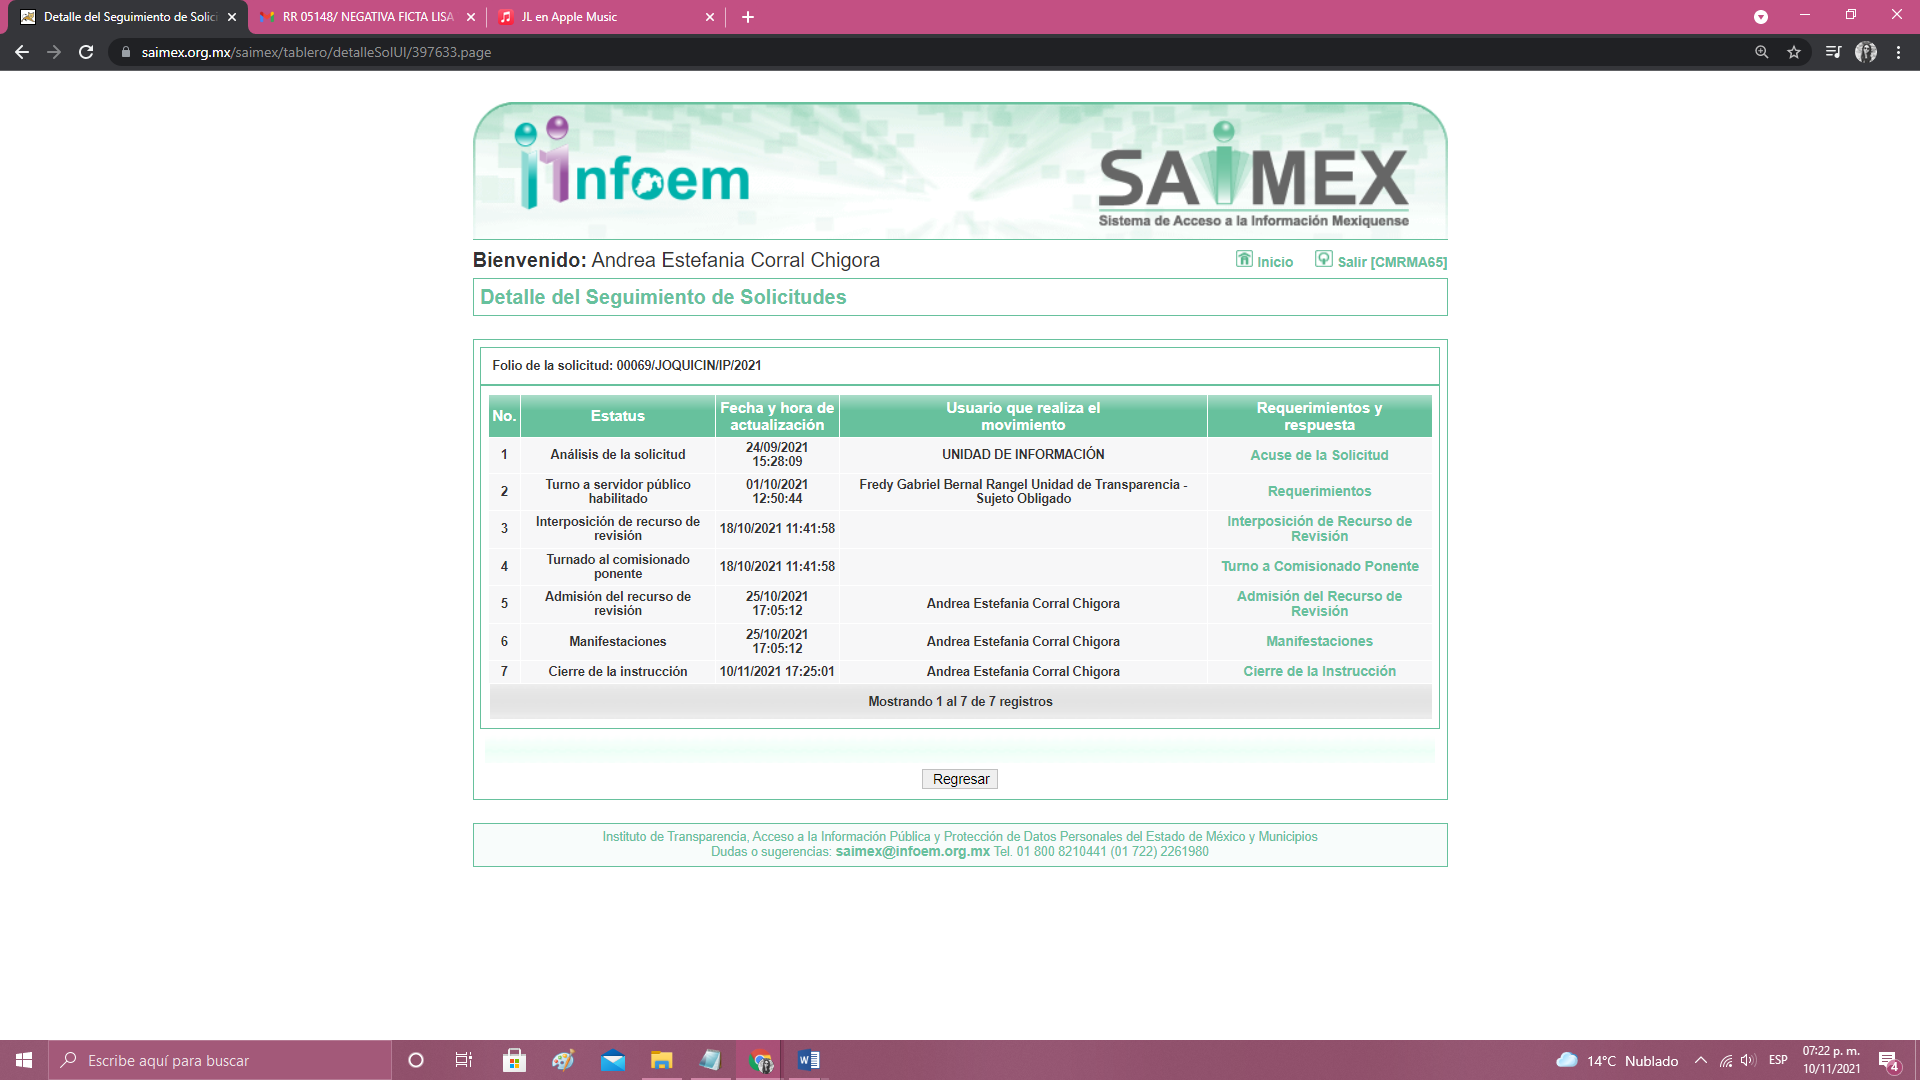 Detalle del Seguimiento de Solici
RR 05148/ NEGATIVA FICTA LISA
JL en Apple Music
saimex.org.mx/saimex/tablero/detalleSolUI/397633.page
infoem
SAIMEX
Sistema de Acceso a la Información Mexiquense
Bienvenido: Andrea Estefania Corral Chigora
Inicio
Salir [CMRMA65]
Detalle del Seguimiento de Solicitudes
Folio de la solicitud: 00069/JOQUICIN/IP/2021
No. Estatus Fecha y hora de actualización Usuario que realiza el movimiento Requerimientos y respuesta
1 Análisis de la solicitud 24/09/2021 15:28:09 UNIDAD DE INFORMACIÓN Acuse de la Solicitud
2 Turno a servidor público habilitado 01/10/2021 12:50:44 Fredy Gabriel Bernal Rangel Unidad de Transparencia - Sujeto Obligado Requerimientos
3 Interposición de recurso de revisión 18/10/2021 11:41:58 Interposición de Recurso de Revisión
4 Turnado al comisionado ponente 18/10/2021 11:41:58 Turno a Comisionado Ponente
5 Admisión del recurso de revisión 25/10/2021 17:05:12 Andrea Estefania Corral Chigora Admisión del Recurso de Revisión
6 Manifestaciones 25/10/2021 17:05:12 Andrea Estefania Corral Chigora Manifestaciones
7 Cierre de la instrucción 10/11/2021 17:25:01 Andrea Estefania Corral Chigora Cierre de la Instrucción
Mostrando 1 al 7 de 7 registros
Regresar
Instituto de Transparencia, Acceso a la Información Pública y Protección de Datos Personales del Estado de México y Municipios
Dudas o sugerencias: saimex@infoem.org.mx Tel. 01 800 8210441 (01 722) 2261980
Escribe aquí para buscar
14°C Nublado
ESP
07:22 p. m.
10/11/2021
4